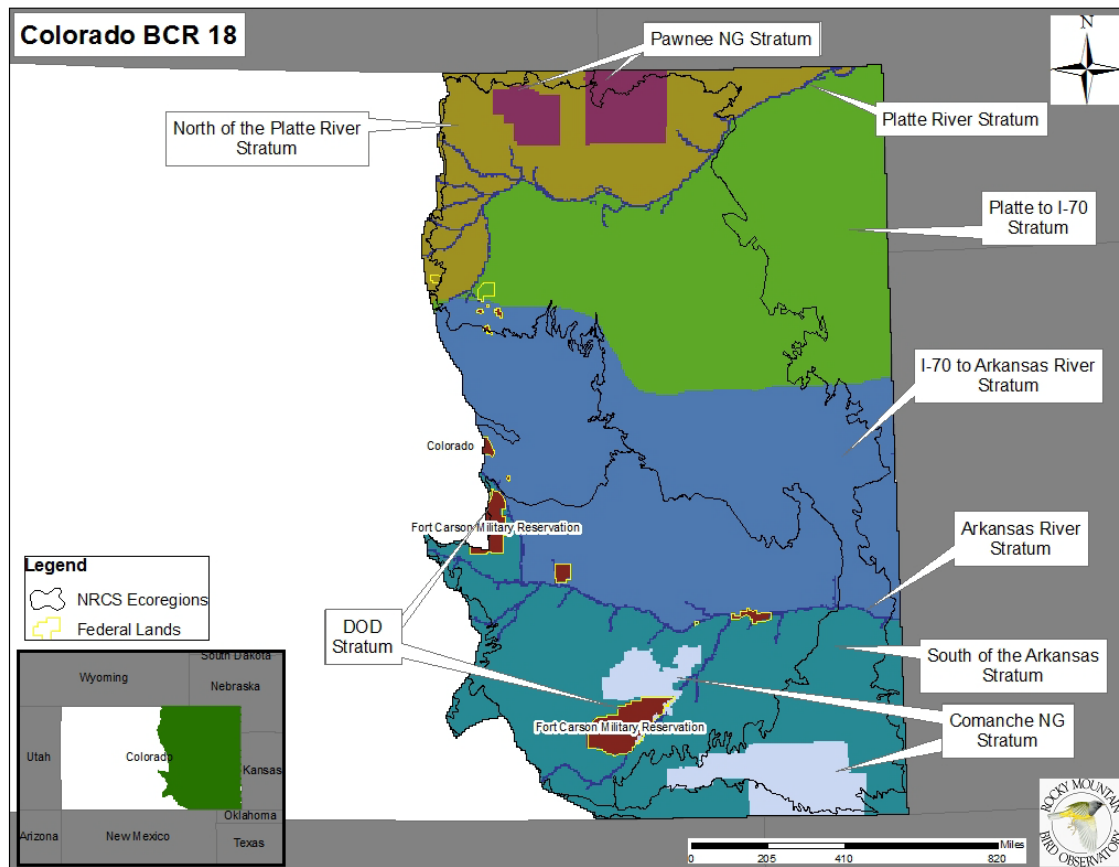 Colorado BCR 18
Pawnee NG Stratum
N
North of the Platte River
Stratum
Platte River Stratum
Platte to I-70
Stratum
I-70 to Arkansas River
Stratum
Colorado
Fort Carson Military Reservation
Arkansas River
Stratum
Legend
NRCS Ecoregions
Federal Lands
DOD
Stratum
South of the Arkansas
Stratum
Fort Carson Military Reservation
Comanche NG
Stratum
South Dakota
Wyoming
Nebraska
Utah
Colorado
Kansas
Oklahoma
Arizona
New Mexico
Texas
Miles
0
205
410
820
ROCKY MOUNTAIN
BIRD OBSERVATORY